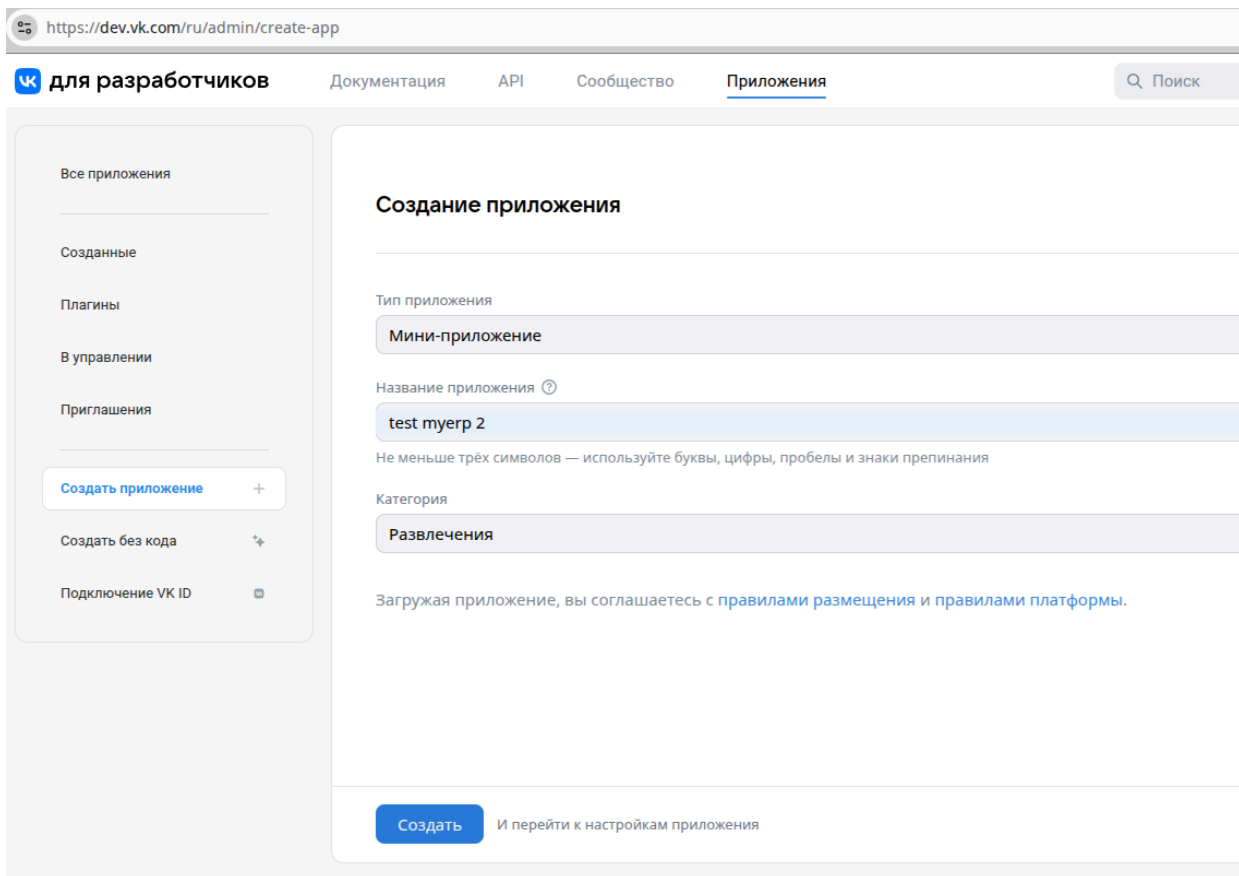 https://dev.vk.com/ru/admin/create-app
для разработчиков
Документация
API
Сообщество
Приложения
Поиск
Все приложения
Созданные
Плагины
В управлении
Приглашения
Создать приложение
Создать без кода
Подключение VK ID
Создание приложения
Тип приложения
Мини-приложение
Название приложения
test myerp 2
Не меньше трёх символов — используйте буквы, цифры, пробелы и знаки препинания
Категория
Развлечения
Загружая приложение, вы соглашаетесь с правилами размещения и правилами платформы.
Создать
И перейти к настройкам приложения